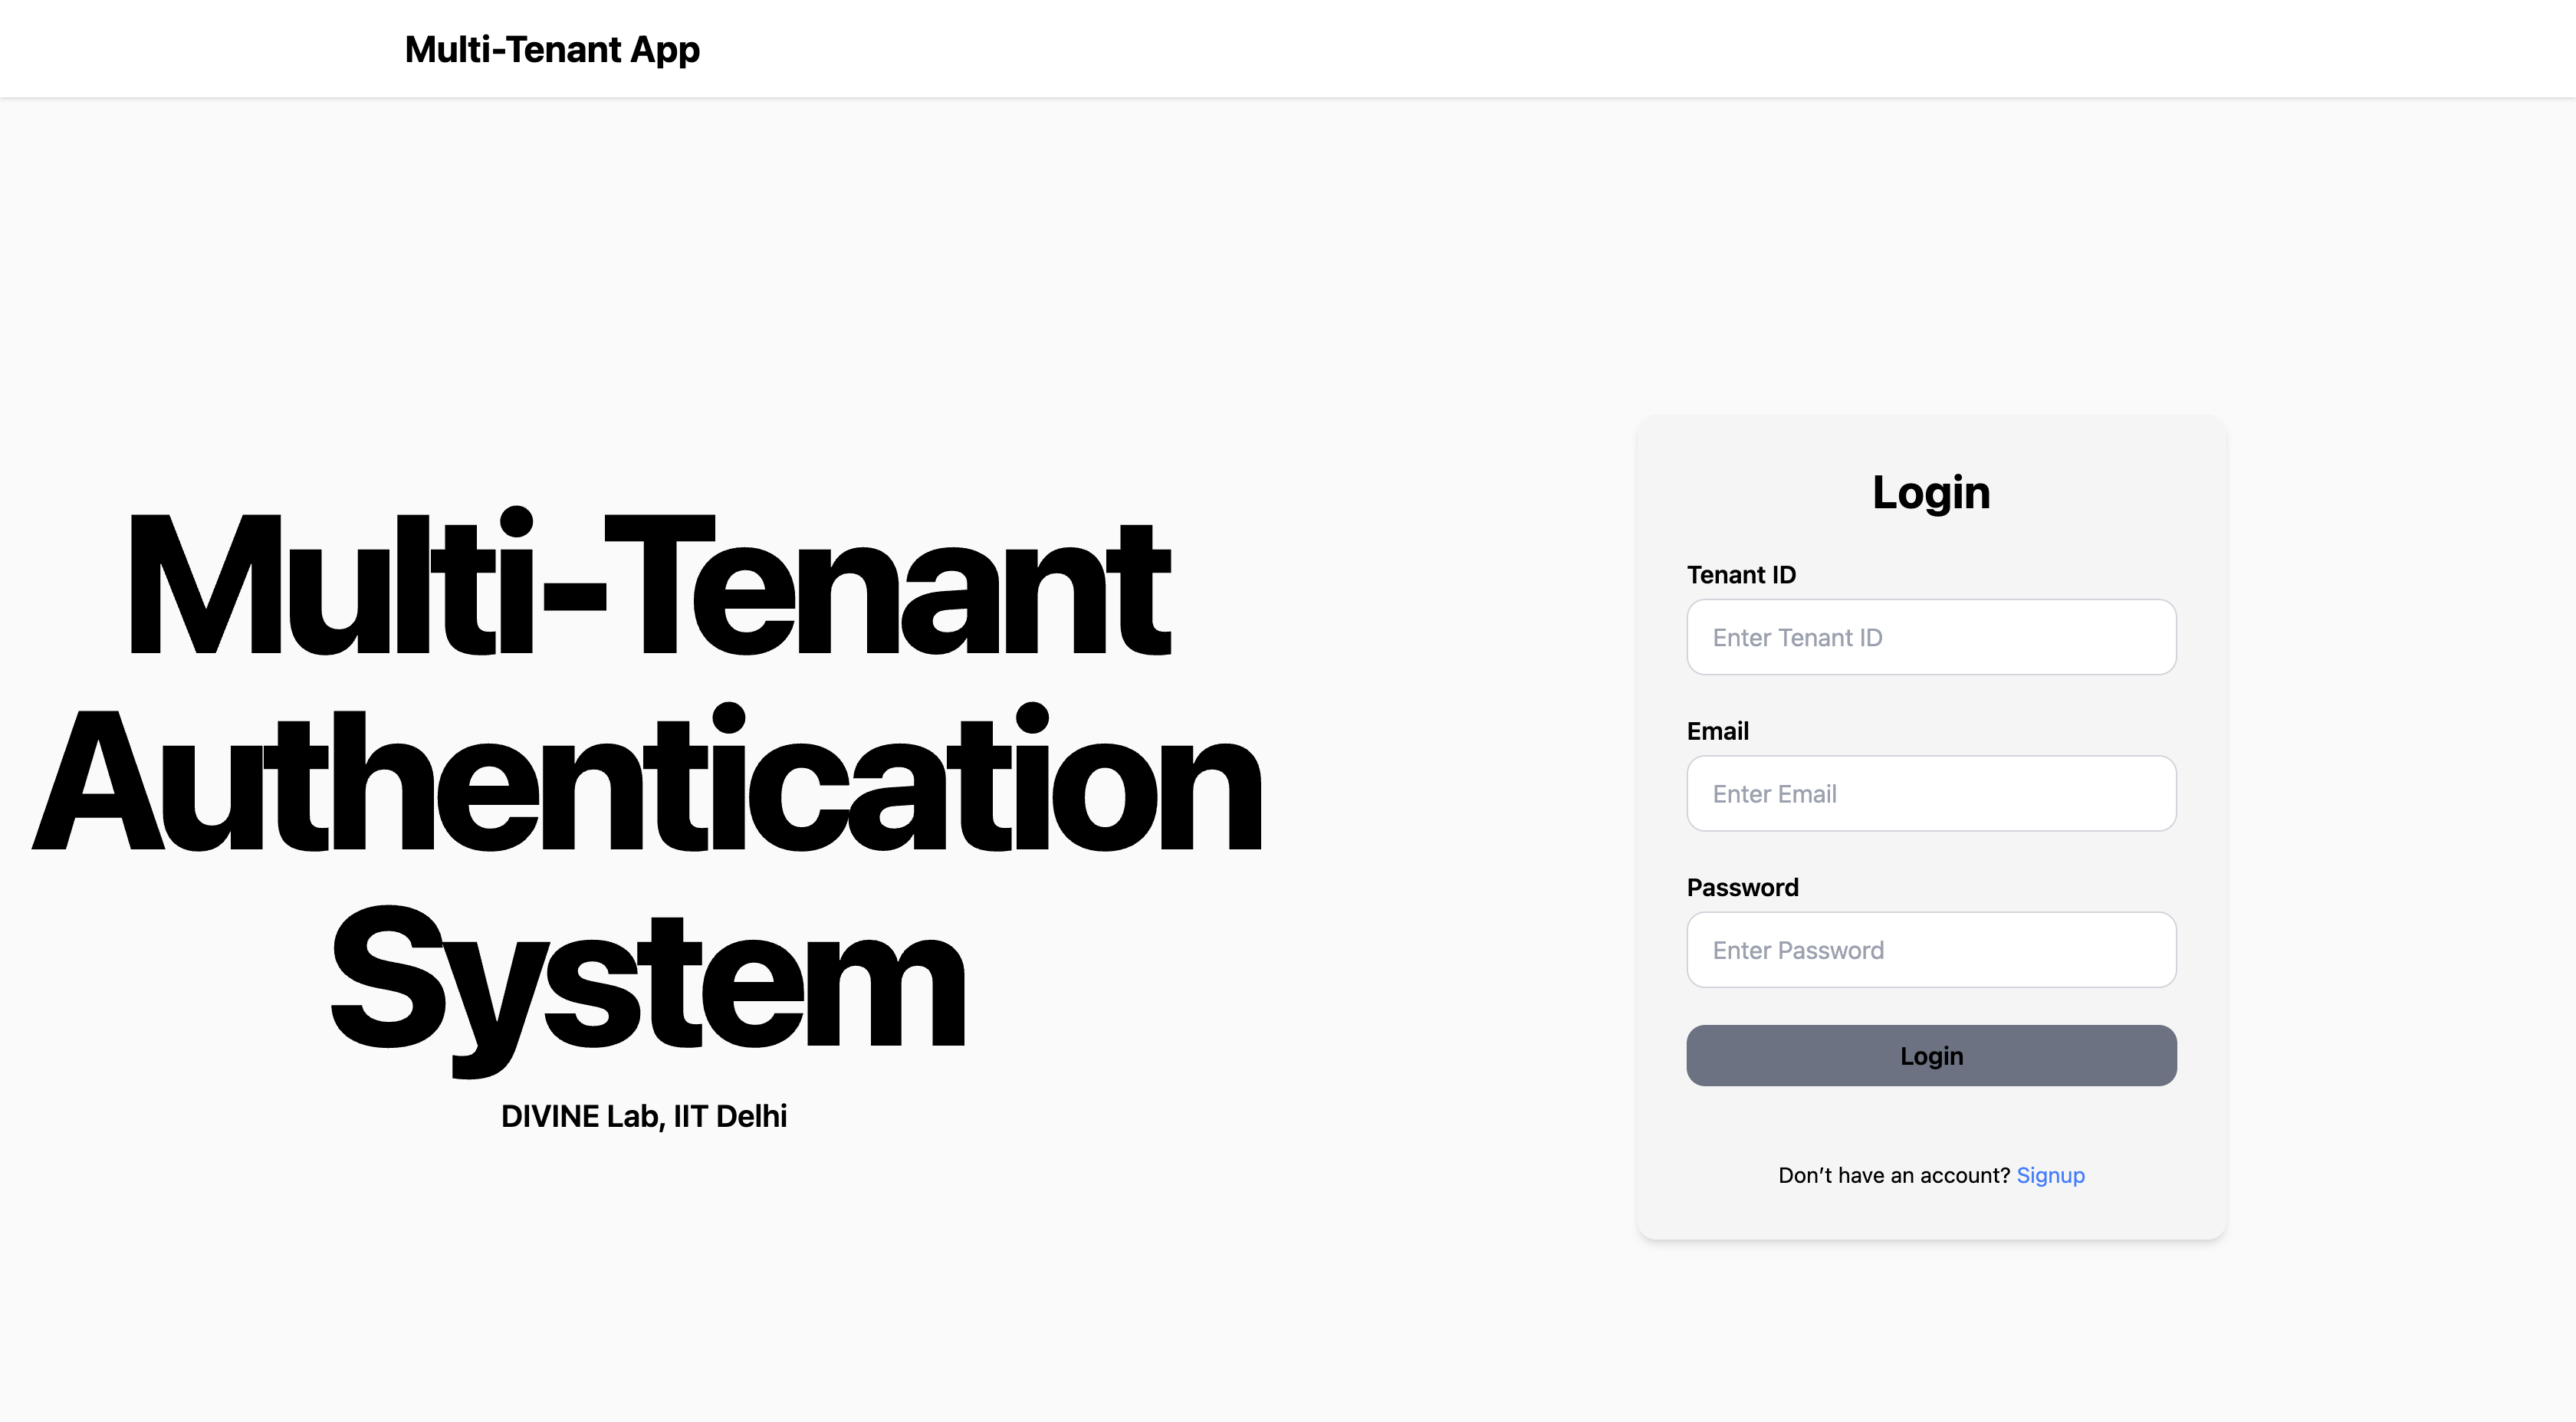 Multi-Tenant App
Multi-Tenant
Authentication
System
DIVINE Lab, IIT Delhi
Login
Tenant ID
Enter Tenant ID
Email
Enter Email
Password
Enter Password
Login
Don’t have an account? Signup